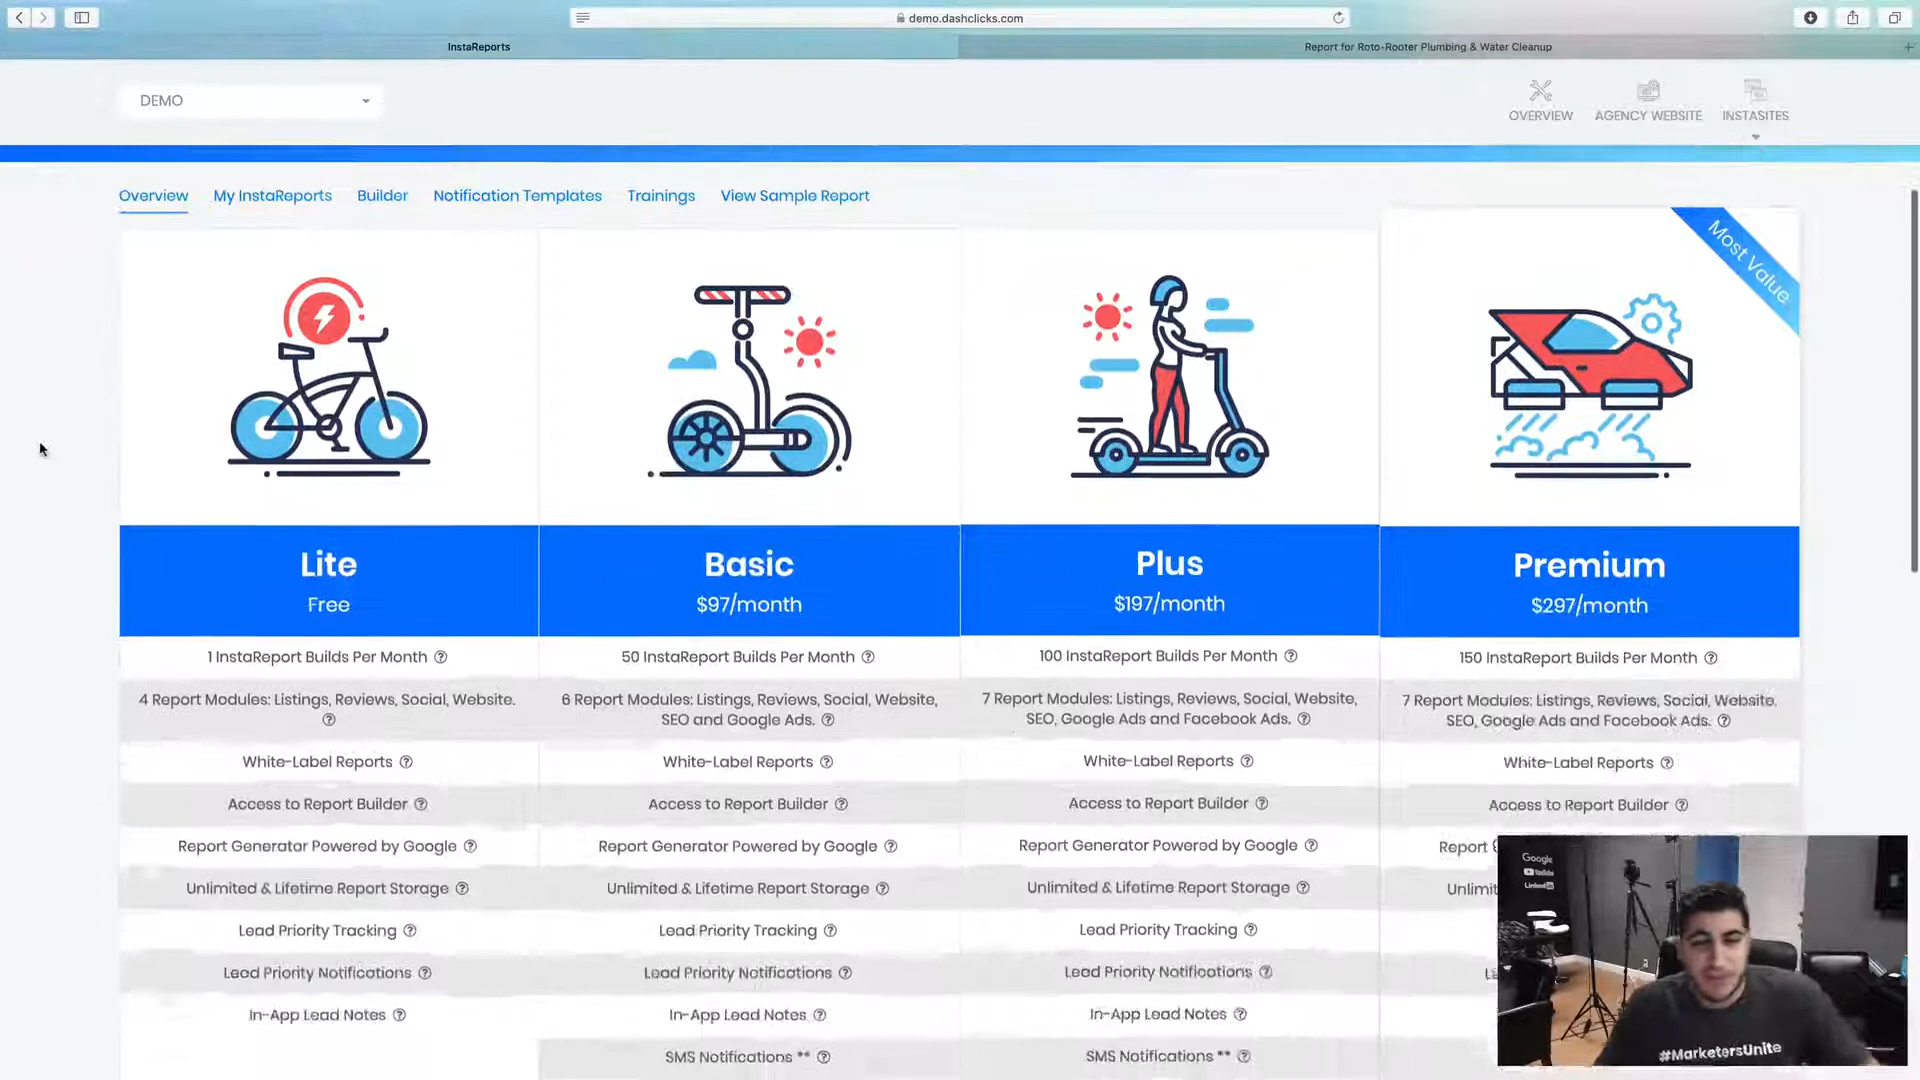 demo.dashclicks.com
InstaReports
Report for Roto-Rooter Plumbing & Water Cleanup
DEMO
OVERVIEW
AGENCY WEBSITE
INSTASITES
Overview
My InstaReports
Builder
Notification Templates
Trainings
View Sample Report
Most Value
Lite
Free
1 InstaReport Builds Per Month
4 Report Modules: Listings, Reviews, Social, Website.
White-Label Reports
Access to Report Builder
Report Generator Powered by Google
Unlimited & Lifetime Report Storage
Lead Priority Tracking
Lead Priority Notifications
In-App Lead Notes
Basic
$97/month
50 InstaReport Builds Per Month
6 Report Modules: Listings, Reviews, Social, Website,
SEO and Google Ads.
White-Label Reports
Access to Report Builder
Report Generator Powered by Google
Unlimited & Lifetime Report Storage
Lead Priority Tracking
Lead Priority Notifications
In-App Lead Notes
SMS Notifications **
Plus
$197/month
100 InstaReport Builds Per Month
7 Report Modules: Listings, Reviews, Social, Website,
SEO, Google Ads and Facebook Ads.
White-Label Reports
Access to Report Builder
Report Generator Powered by Google
Unlimited & Lifetime Report Storage
Lead Priority Tracking
Lead Priority Notifications
In-App Lead Notes
SMS Notifications **
Premium
$297/month
150 InstaReport Builds Per Month
7 Report Modules: Listings, Reviews, Social, Website.
SEO, Google Ads and Facebook Ads.
White-Label Reports
Access to Report Builder
Report
Google
YouTube
LinkedIn
#MarketersUnite